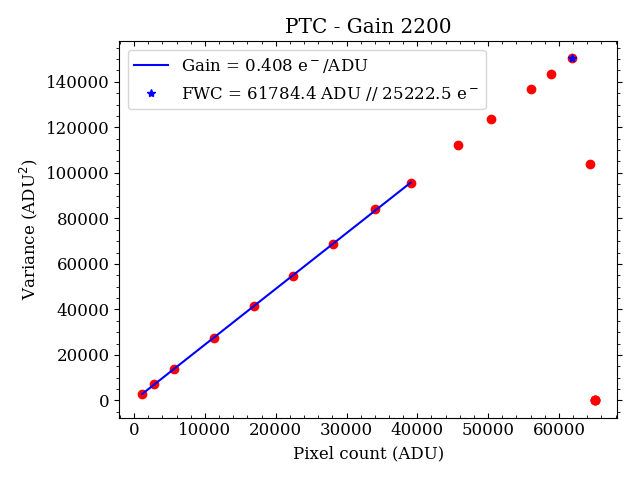 PTC - Gain 2200
Gain = 0.408 e⁻/ADU
FWC = 61784.4 ADU // 25222.5 e⁻
140000
120000
100000
80000
60000
40000
20000
0
Variance (ADU²)
0 10000 20000 30000 40000 50000 60000
Pixel count (ADU)